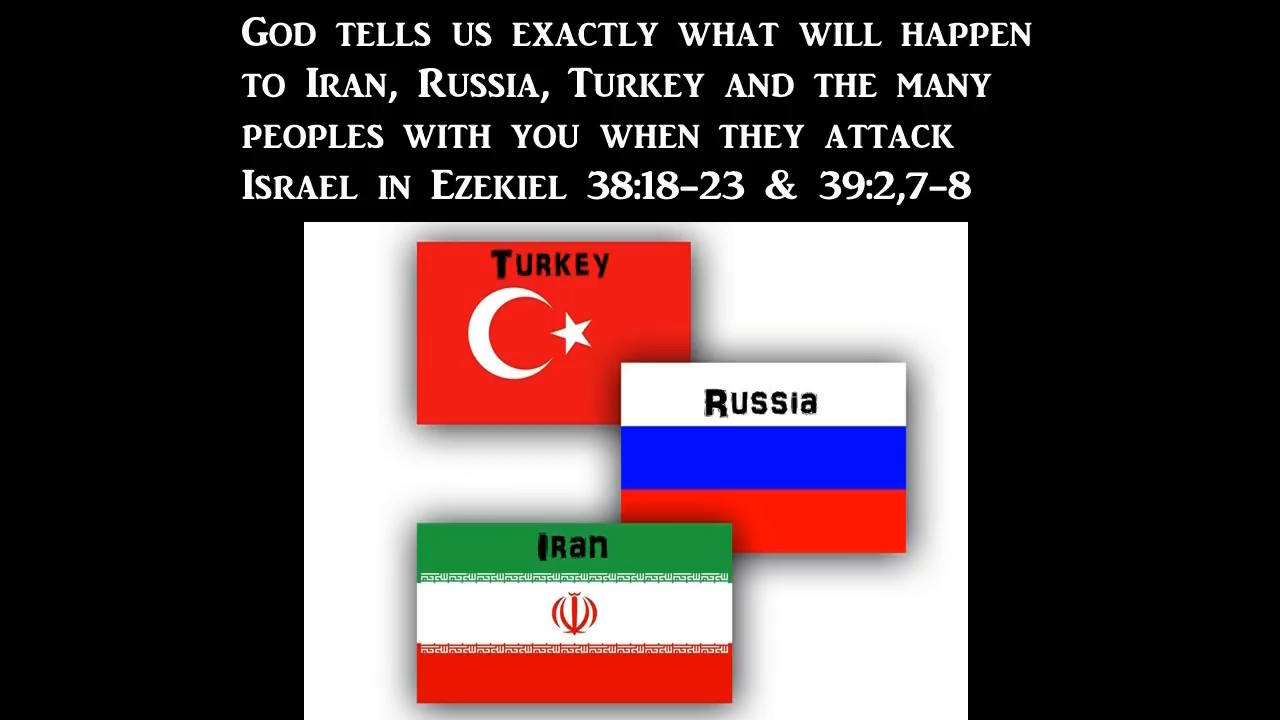 God tells us exactly what will happen
to Iran, Russia, Turkey and the many
peoples with you when they attack
Israel in Ezekiel 38:18-23 & 39:2,7-8
Turkey
Russia
Iran